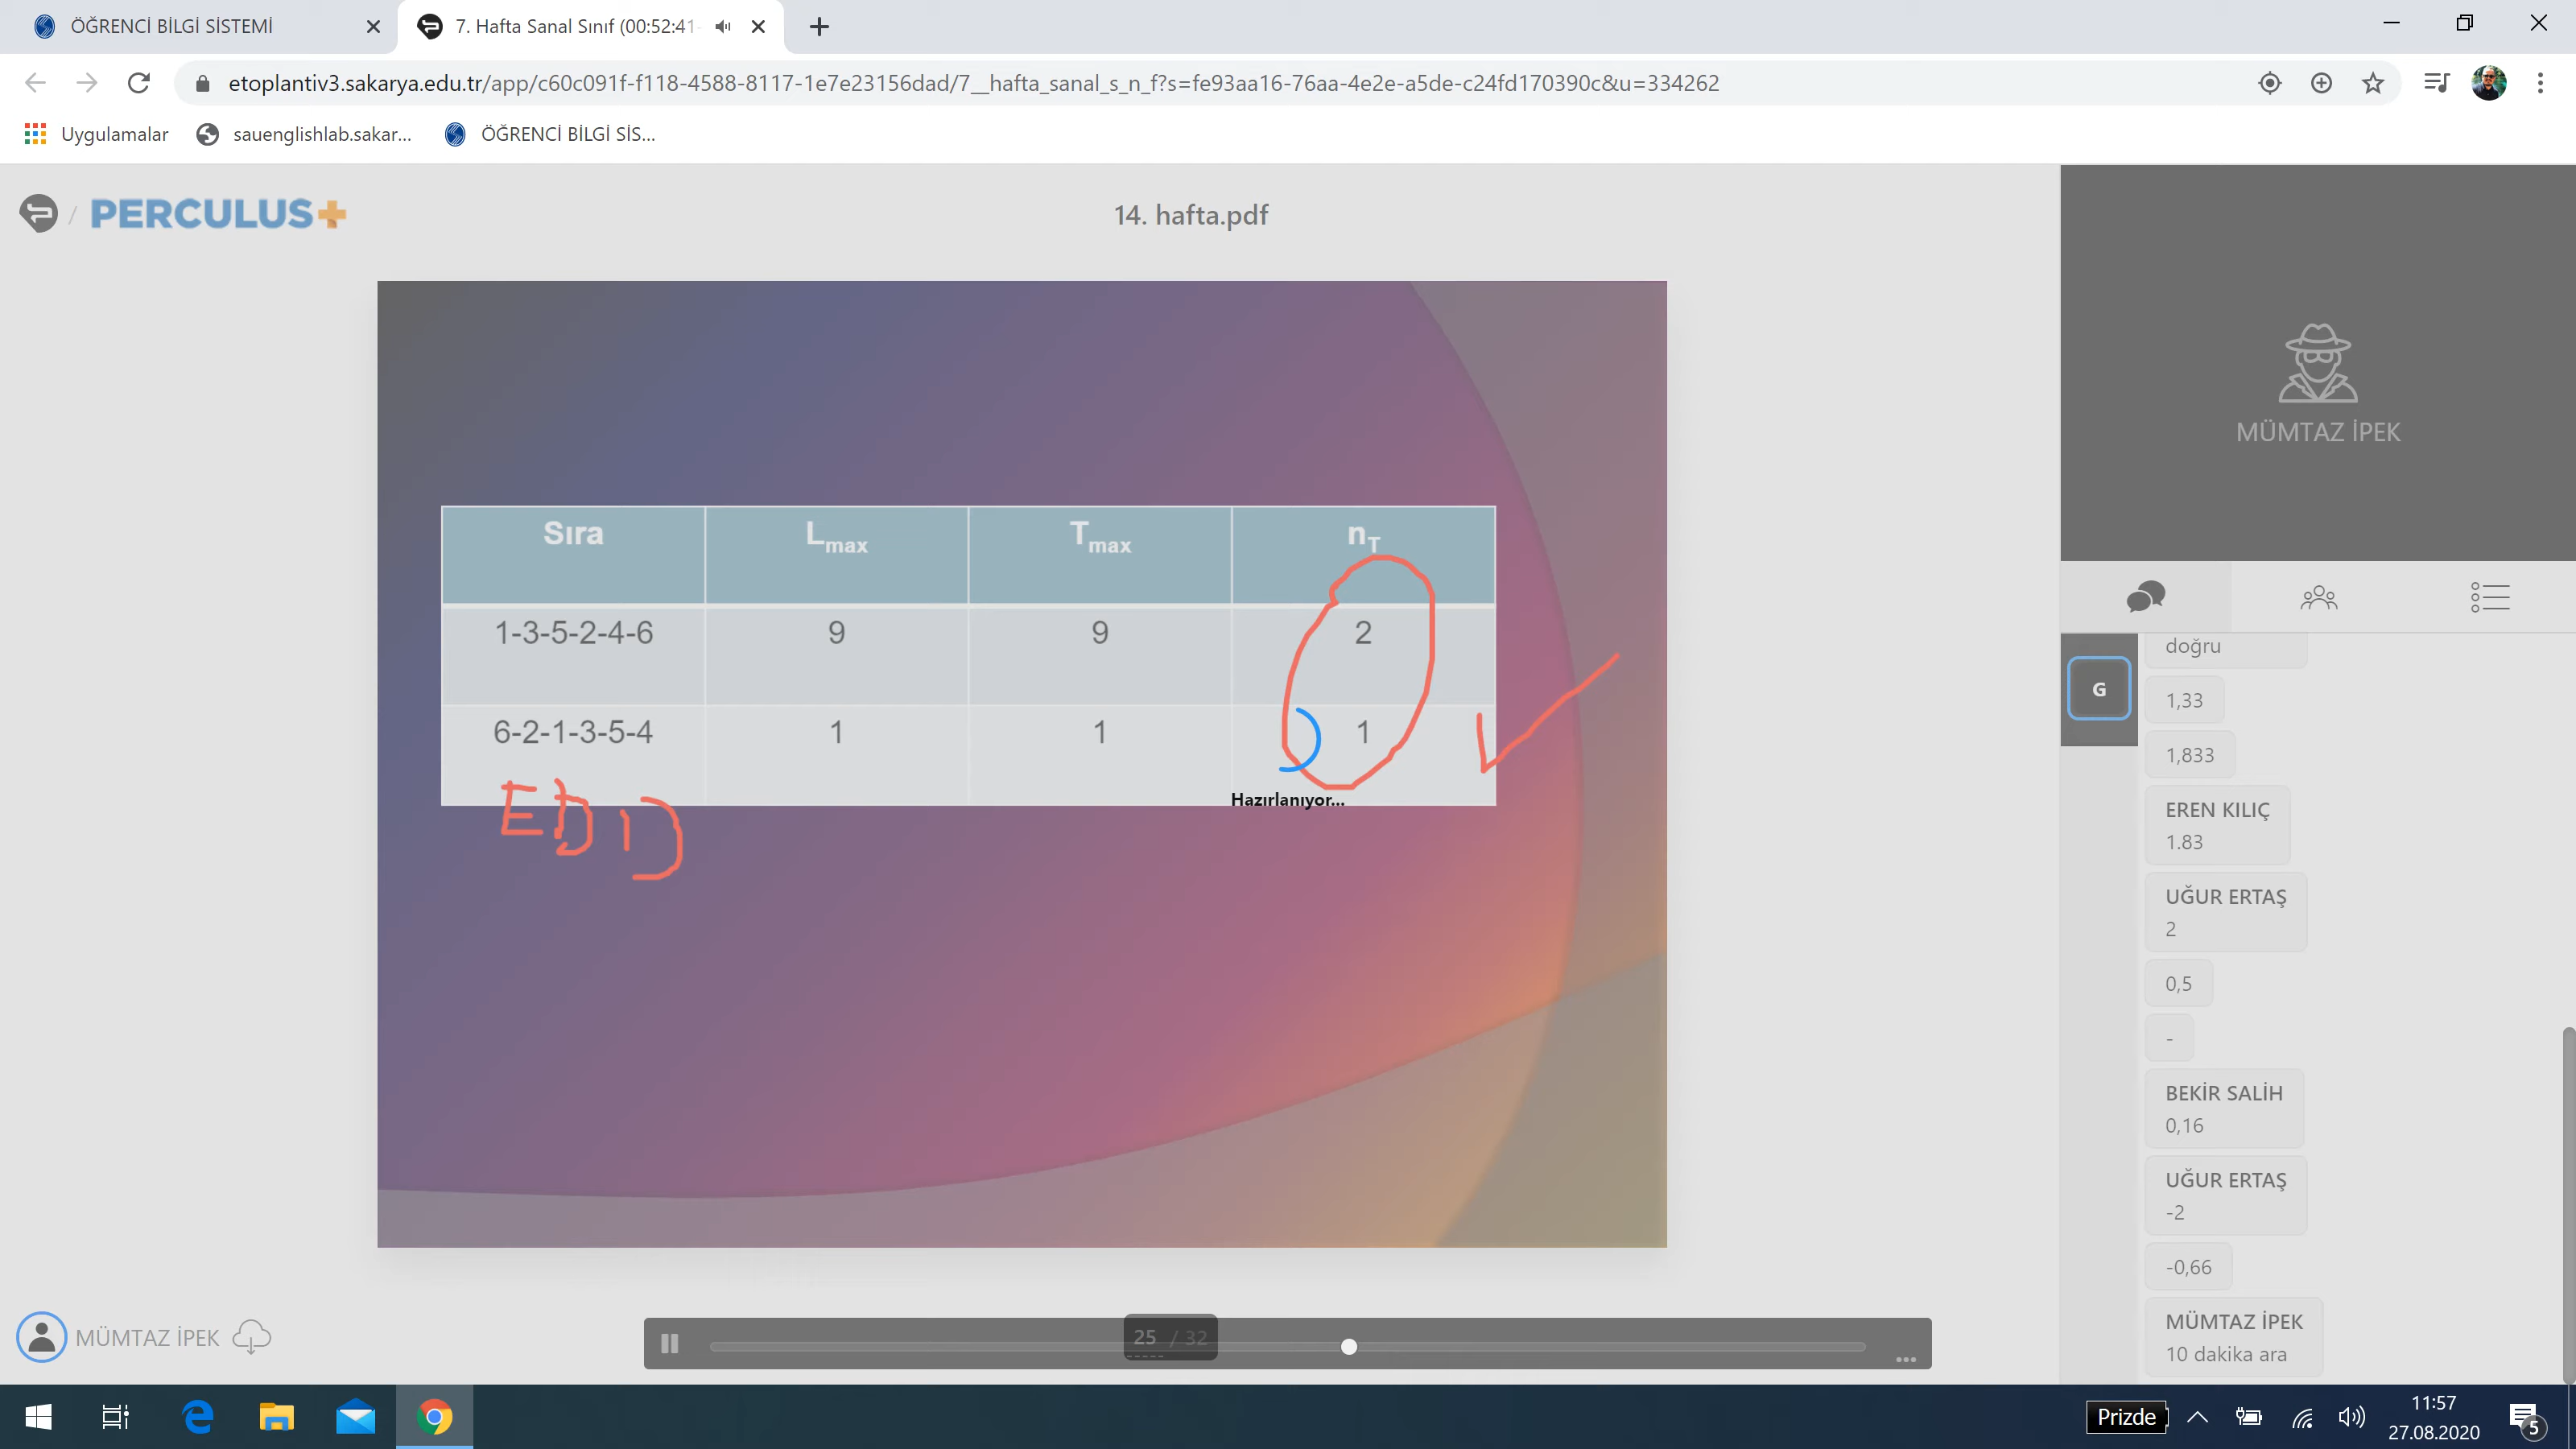 ÖĞRENCİ BİLGİ SİSTEMİ
7. Hafta Sanal Sınıf (00:52:41
etoplantiv3.sakarya.edu.tr/app/c60c091f-f118-4588-8117-1e7e23156dad/7__hafta_sanal_s_n_f?s=fe93aa16-76aa-4e2e-a5de-c24fd170390c&u=334262
Uygulamalar
sauenglishlab.sakar...
ÖĞRENCİ BİLGİ SİS...
/ PERCULUS+
14. hafta.pdf
MÜMTAZ İPEK
Sıra Lmax Tmax nT
1-3-5-2-4-6 9 9 2
6-2-1-3-5-4 1 1 1
Hazırlanıyor...
EDD
G
doğru
1,33
1,833
EREN KILIÇ
1.83
UĞUR ERTAŞ
2
0,5
-
BEKİR SALİH
0,16
UĞUR ERTAŞ
-2
-0,66
MÜMTAZ İPEK
10 dakika ara
MÜMTAZ İPEK
25 / 32
Prizde
11:57
27.08.2020
5